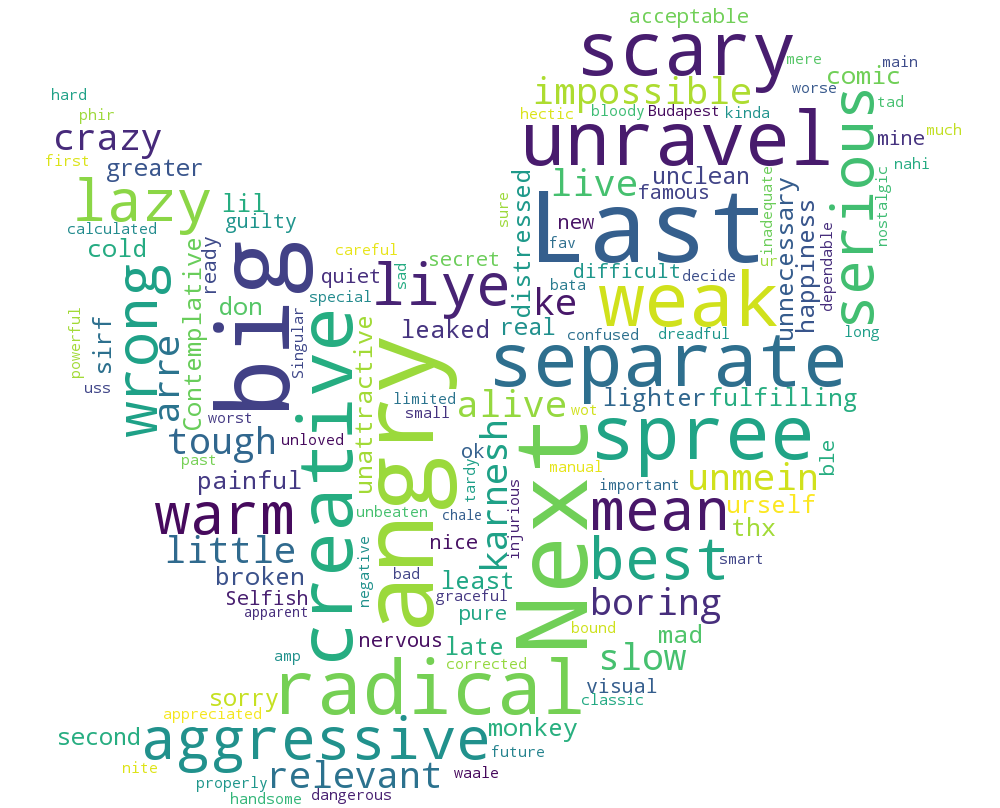 acceptable
scary
mere
main
worse
comic
impossible
hard
tad
phir
hectic
bloody
Budapest
kinda
crazy
unravel
serious
mine
much
first
greater
nahi
lazy
live
unclean
famous
lil
Last
sure
inadequate
unnecessary
happiness
nostalgic
calculated
guilty
new
cold
Contemplative
ready
big
careful
fav
ur
dependable
secret
distressed
difficult
decide
wrong
quiet
sad
liye
bata
weak
special
don
ke
powerful
sirf
arre
Singular
creative
unattractive
angry
leaked
real
confused
dreadful
long
separate
uss
limited
small
alive
lighter
fulfilling
worst
wot
spree
tough
unloved
ok
karnesh
Next
ble
past
tardy
manual
painful
important
unmein
warm
unbeaten
chale
injurious
mean
urself
thx
little
negative
nice
best
smart
broken
bad
least
Selfish
graceful
boring
apparent
pure
bound
nervous
late
mad
amp
corrected
slow
radical
visual
sorry
classic
appreciated
second
aggressive
monkey
nite
future
relevant
waale
properly
handsome
dangerous